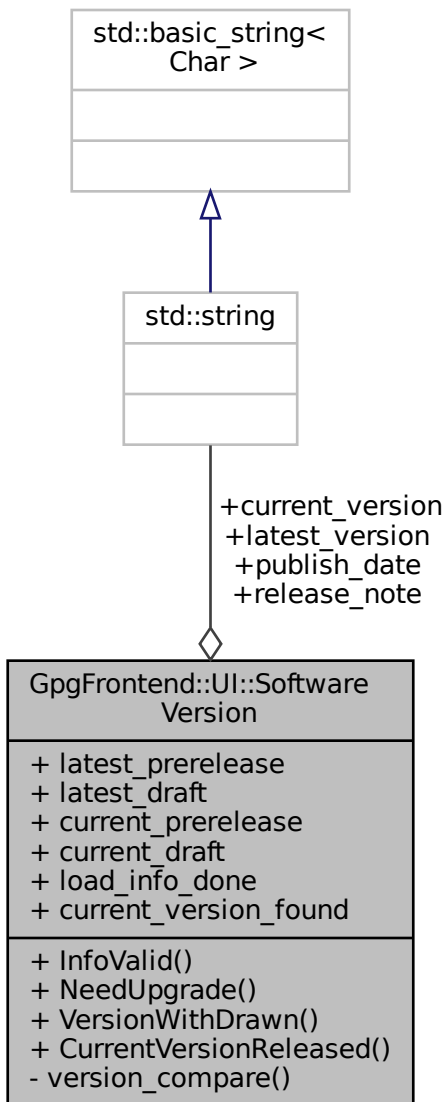 std::basic_string<
Char >
std::string
+current_version
+latest_version
+publish_date
+release_note
GpgFrontend::UI::Software
Version
+ latest_prerelease
+ latest_draft
+ current_prerelease
+ current_draft
+ load_info_done
+ current_version_found
+ InfoValid()
+ NeedUpgrade()
+ VersionWithDrawn()
+ CurrentVersionReleased()
- version_compare()